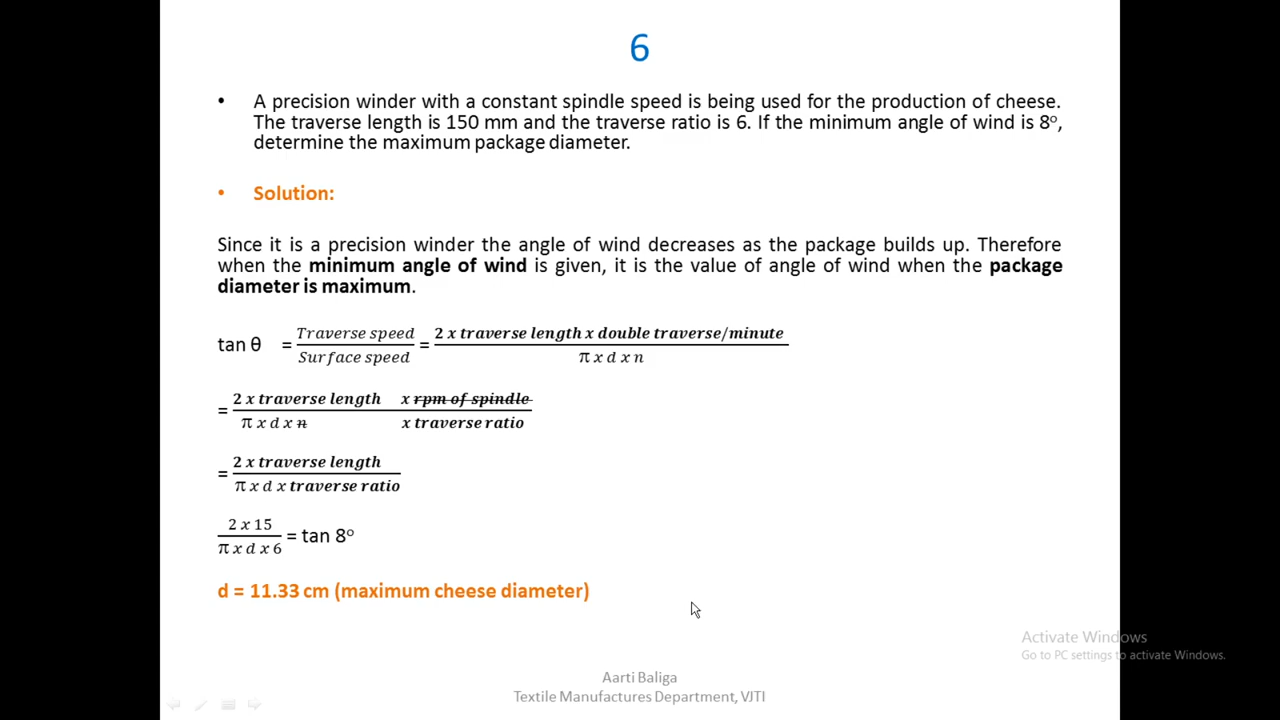 6
• A precision winder with a constant spindle speed is being used for the production of cheese.
The traverse length is 150 mm and the traverse ratio is 6. If the minimum angle of wind is 8°,
determine the maximum package diameter.
• Solution:
Since it is a precision winder the angle of wind decreases as the package builds up. Therefore
when the minimum angle of wind is given, it is the value of angle of wind when the package
diameter is maximum.
tan θ = Traverse speed / Surface speed = 2 x traverse length x double traverse/minute / π x d x n
= 2 x traverse length x rpm of spindle / π x d x n x traverse ratio
= 2 x traverse length / π x d x traverse ratio
2 x 15 / π x d x 6 = tan 8°
d = 11.33 cm (maximum cheese diameter)
Activate Windows
Go to PC settings to activate Windows.
Aarti Baliga
Textile Manufactures Department, VJTI